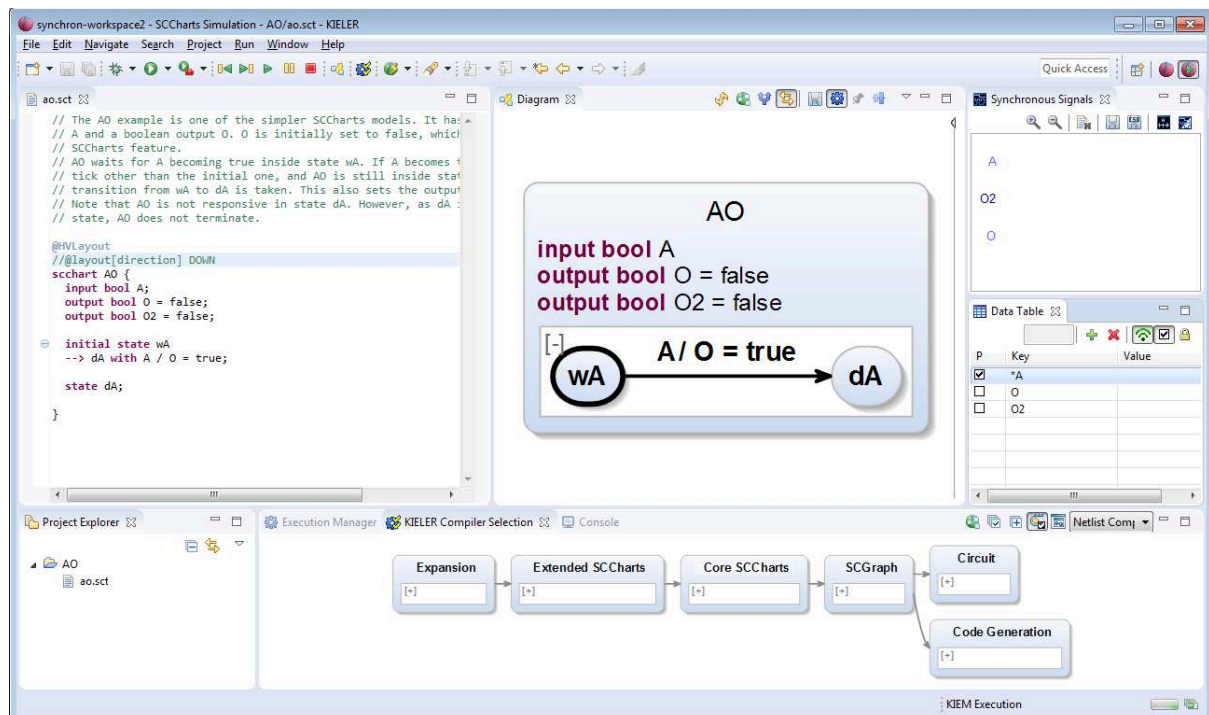 synchron-workspace2 - SCCharts Simulation - AO/ao.sct - KIELER
File Edit Navigate Search Project Run Window Help
Quick Access
ao.sct
// The AO example is one of the simpler SCCharts models. It has
// A and a boolean output O. O is initially set to false, which
// SCCharts feature.
// AO waits for A becoming true inside state wA. If A becomes
// tick other than the initial one, and AO is still inside
// transition from wA to dA is taken. This also sets the output
// Note that AO is not responsive in state dA. However, as dA
// state, AO does not terminate.
@HVLayout
//@layout[direction] DOWN
scchart AO {
input bool A;
output bool O = false;
output bool O2 = false;
initial state wA
--> dA with A / O = true;
state dA;
}
Diagram
AO
input bool A
output bool O = false
output bool O2 = false
[-]
wA
A / O = true
dA
Synchronous Signals
A
O2
O
Data Table
P Key Value
*A
O
O2
Project Explorer
AO
ao.sct
Execution Manager KIELER Compiler Selection Console
Netlist Comp
Expansion
[+]
Extended SCCharts
[+]
Core SCCharts
[+]
SCGraph
[+]
Circuit
[+]
Code Generation
[+]
KIEM Execution